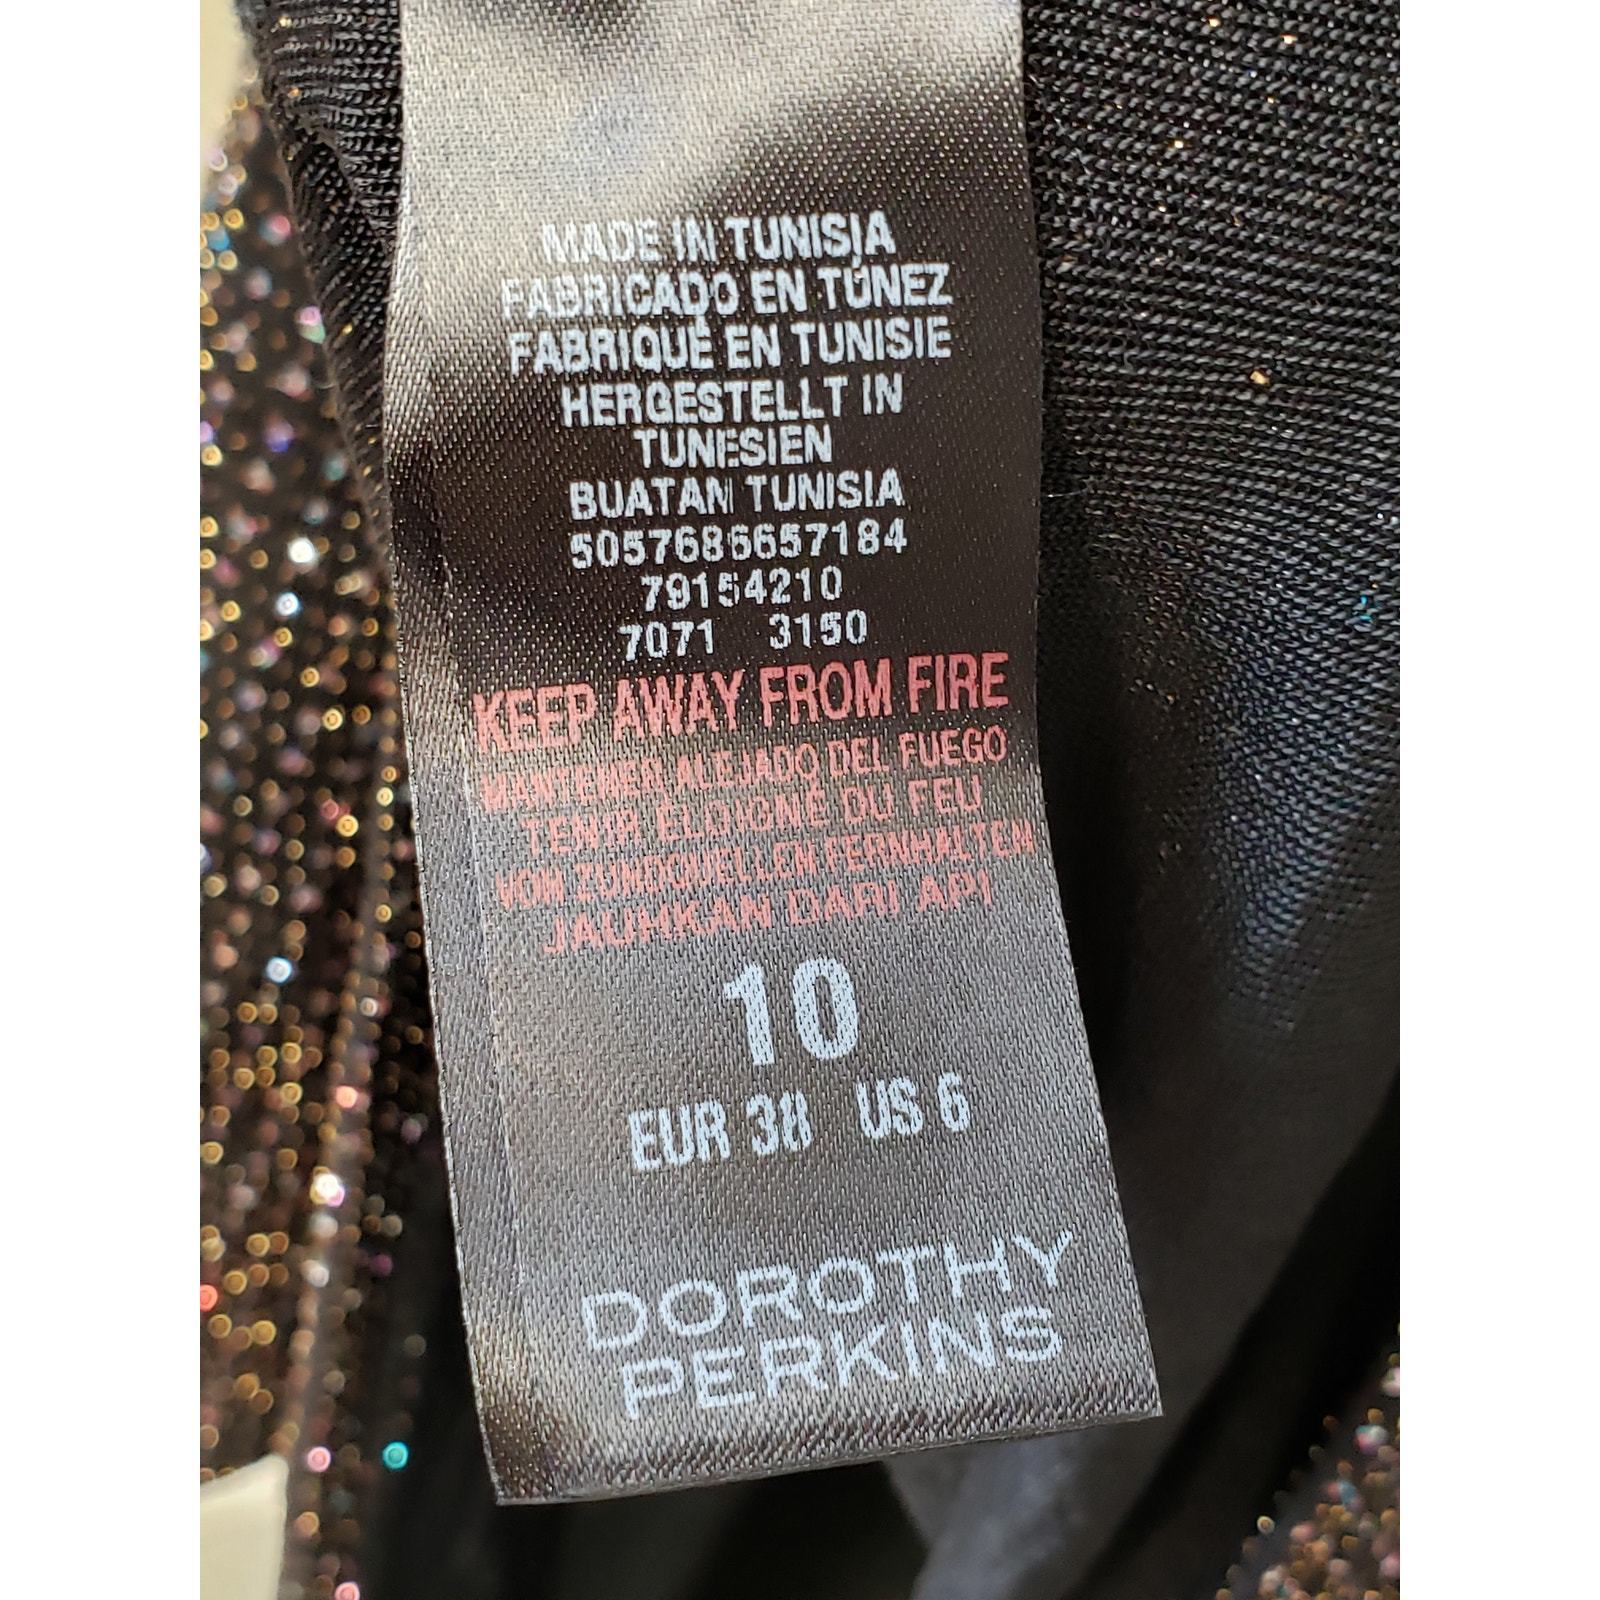 MADE IN TUNISIA
FABRICADO EN TÚNEZ
FABRIQUÉ EN TUNISIE
HERGESTELLT IN
TUNESIEN
BUATAN TUNISIA
5057686657184
79154210
7071 3150
KEEP AWAY FROM FIRE
MANTENER ALEJADO DEL FUEGO
TENIR ÉLOIGNÉ DU FEU
VON ZÜNDQUELLEN FERNHALTEN
JAUHKAN DARI API
10
EUR 38 US 6
DOROTHY
PERKINS